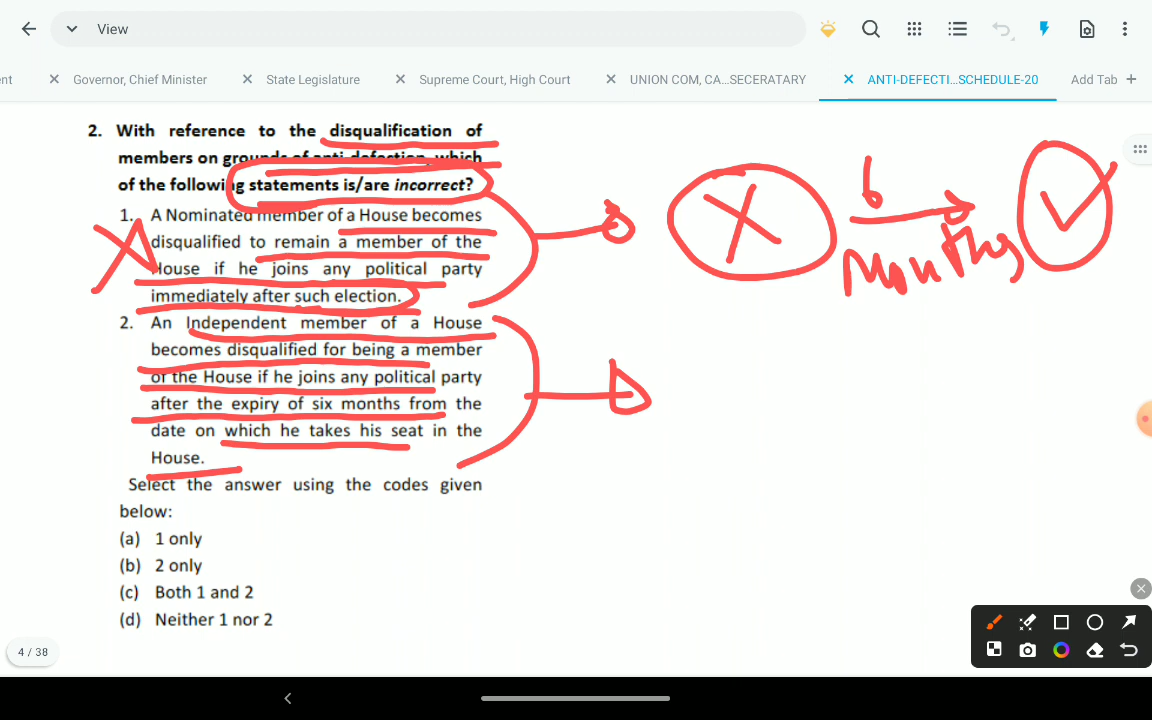 View
nt
Governor, Chief Minister
State Legislature
Supreme Court, High Court
UNION COM, CA...SECERATARY
ANTI-DEFECTI...SCHEDULE-20
Add Tab +
2. With reference to the disqualification of
members on grounds of anti-defection, which
of the following statements is/are incorrect?
1. A Nominated member of a House becomes
disqualified to remain a member of the
House if he joins any political party
immediately after such election.
2. An Independent member of a House
becomes disqualified for being a member
of the House if he joins any political party
after the expiry of six months from the
date on which he takes his seat in the
House.
Select the answer using the codes given
below:
(a) 1 only
(b) 2 only
(c) Both 1 and 2
(d) Neither 1 nor 2
6
Months
4 / 38